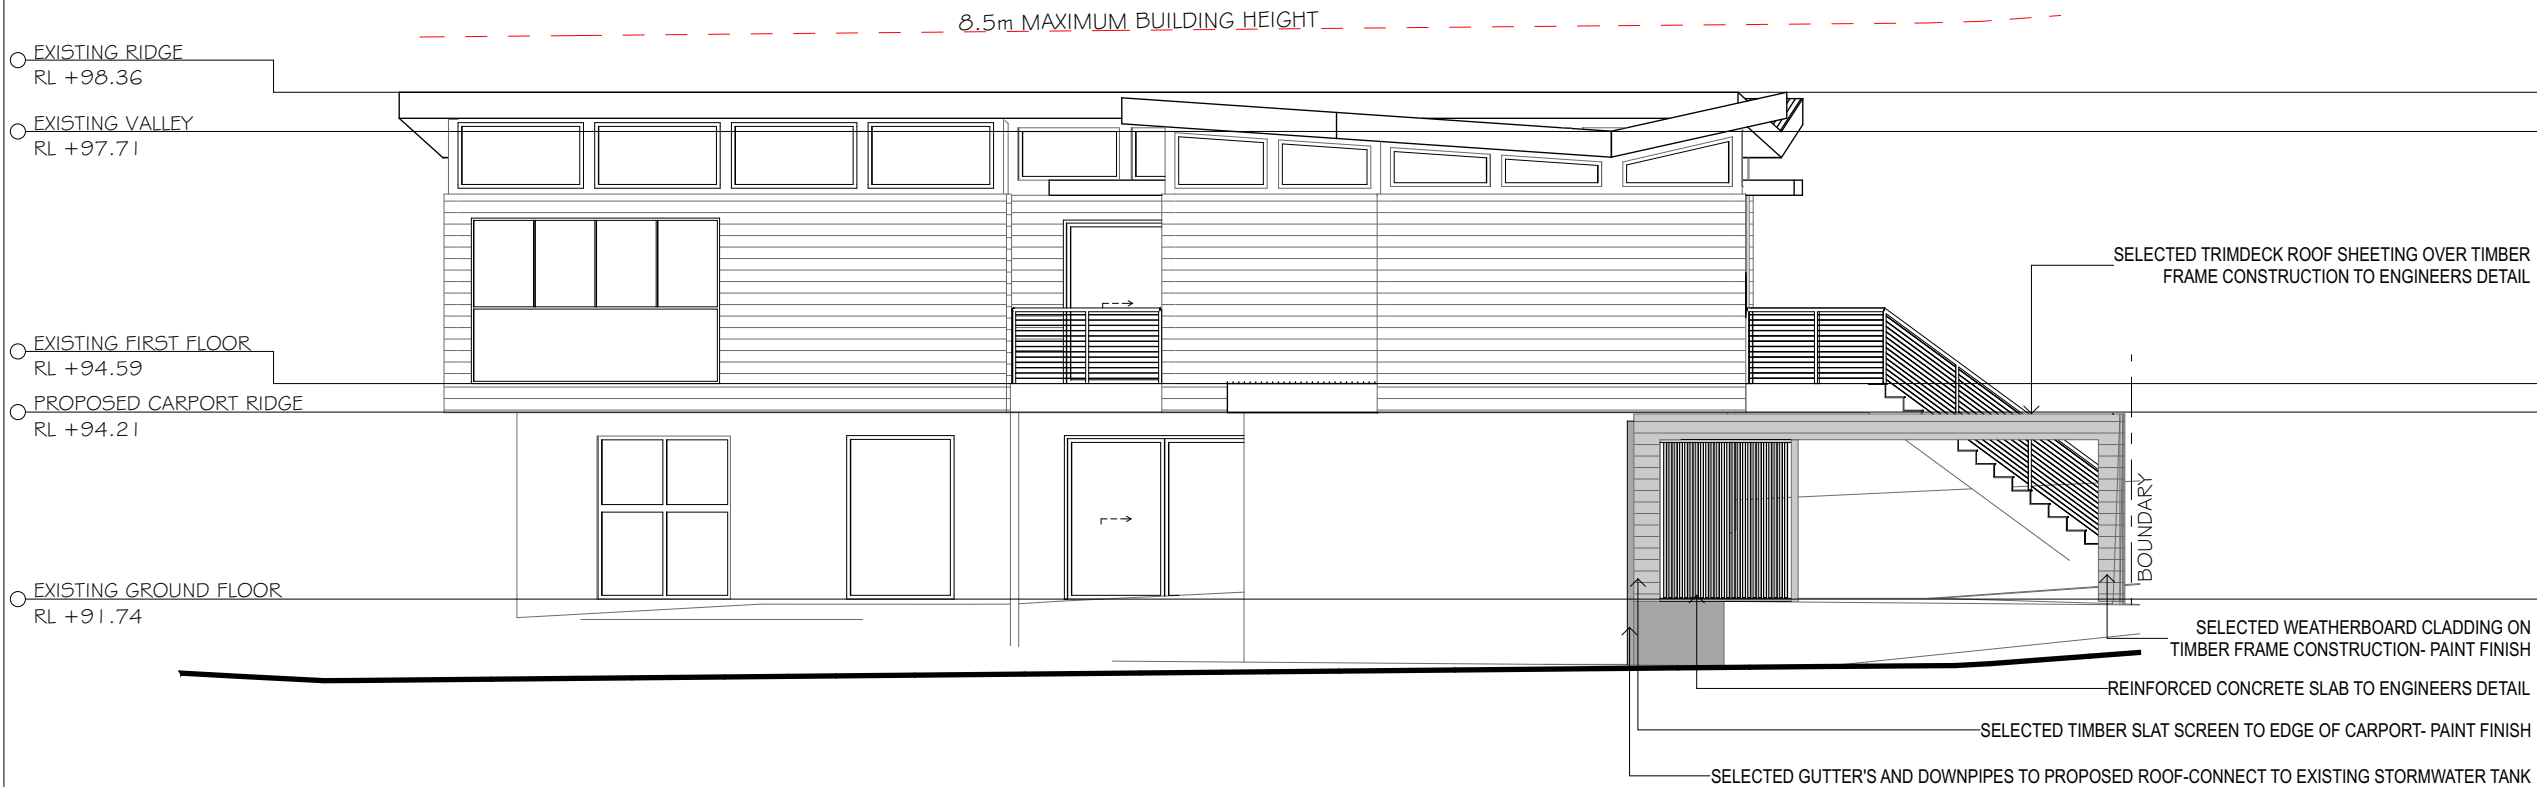 8.5m MAXIMUM BUILDING HEIGHT
EXISTING RIDGE
RL +98.36
EXISTING VALLEY
RL +97.71
EXISTING FIRST FLOOR
RL +94.59
PROPOSED CARPORT RIDGE
RL +94.21
EXISTING GROUND FLOOR
RL +91.74
SELECTED TRIMDECK ROOF SHEETING OVER TIMBER
FRAME CONSTRUCTION TO ENGINEERS DETAIL
BOUNDARY
SELECTED WEATHERBOARD CLADDING ON
TIMBER FRAME CONSTRUCTION- PAINT FINISH
REINFORCED CONCRETE SLAB TO ENGINEERS DETAIL
SELECTED TIMBER SLAT SCREEN TO EDGE OF CARPORT- PAINT FINISH
SELECTED GUTTER'S AND DOWNPIPES TO PROPOSED ROOF-CONNECT TO EXISTING STORMWATER TANK